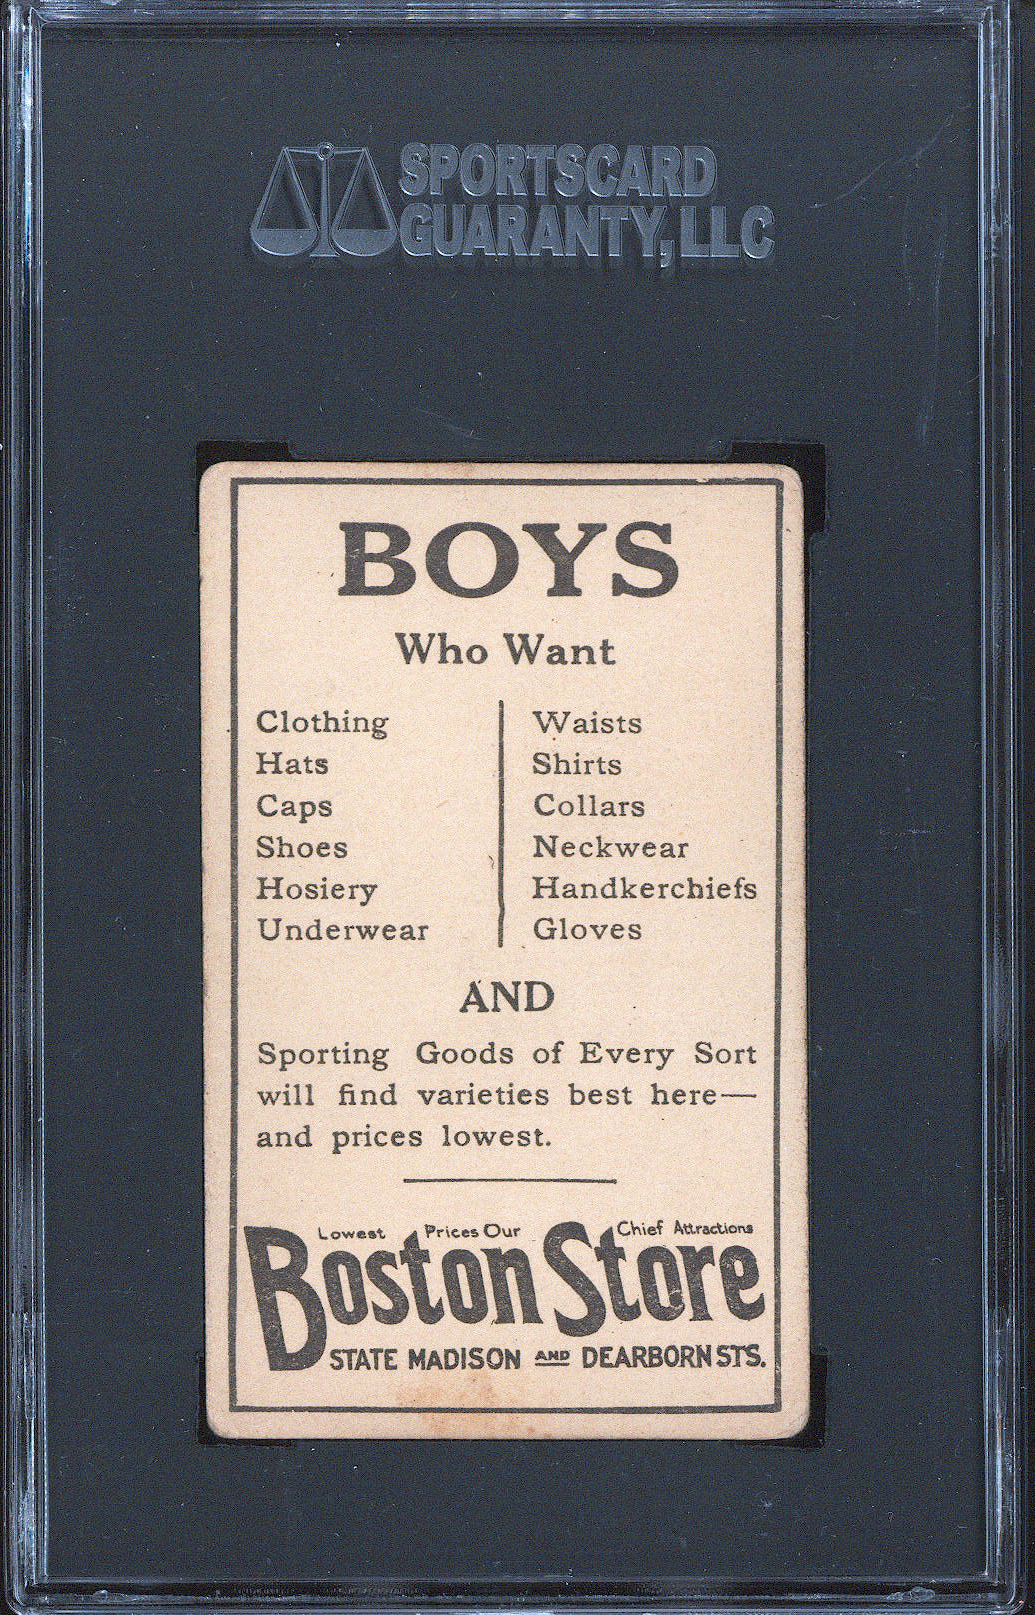 SPORTSCARD
GUARANTY, LLC
BOYS
Who Want
Clothing
Hats
Caps
Shoes
Hosiery
Underwear
Waists
Shirts
Collars
Neckwear
Handkerchiefs
Gloves
AND
Sporting Goods of Every Sort
will find varieties best here—
and prices lowest.
Lowest Prices Our Chief Attractions
Boston Store
STATE MADISON AND DEARBORN STS.